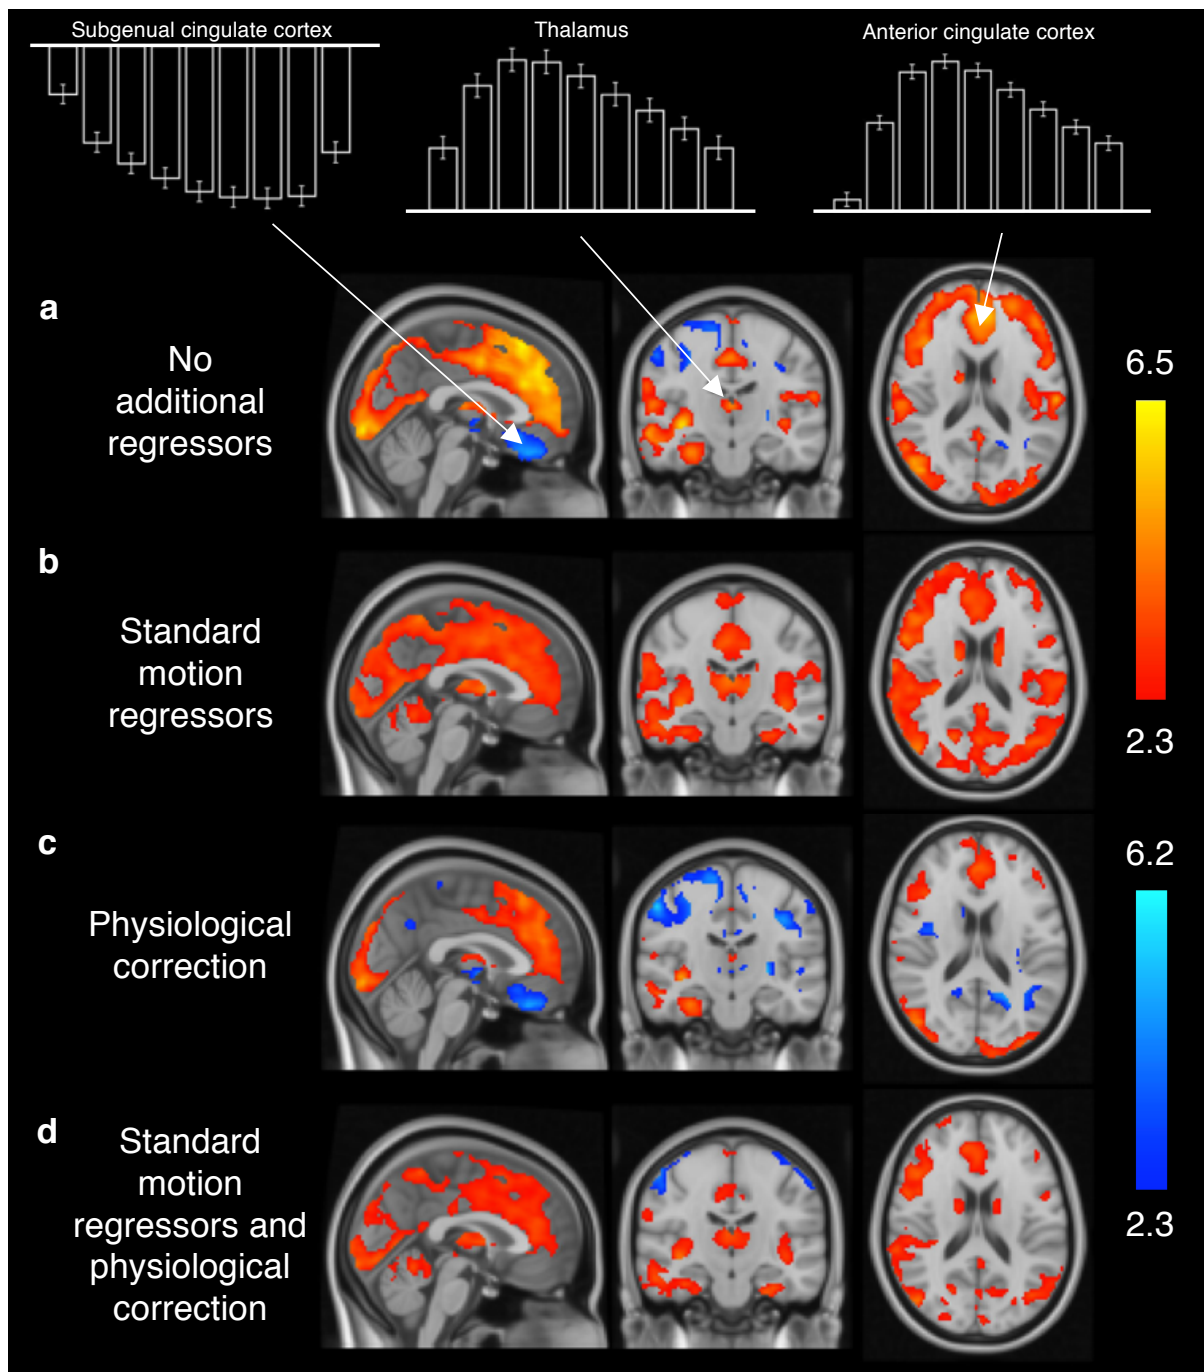 Subgenual cingulate cortex
Thalamus
Anterior cingulate cortex
a
No
additional
regressors
6.5
2.3
b
Standard
motion
regressors
c
Physiological
correction
6.2
2.3
d
Standard
motion
regressors and
physiological
correction